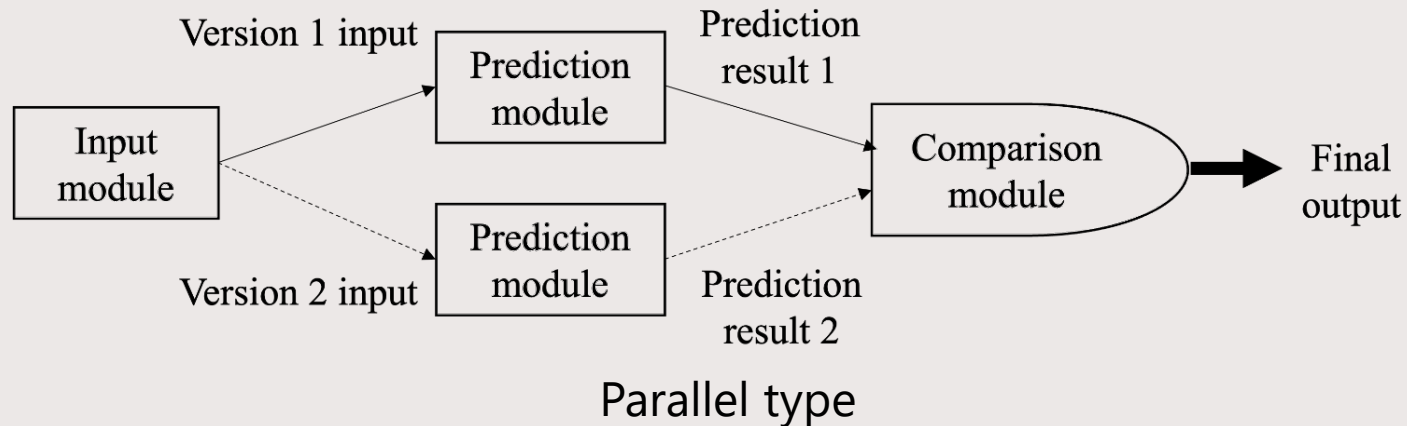 Version 1 input
Prediction
module
Prediction
result 1
Input
module
Comparison
module
Final
output
Prediction
module
Version 2 input
Prediction
result 2
Parallel type